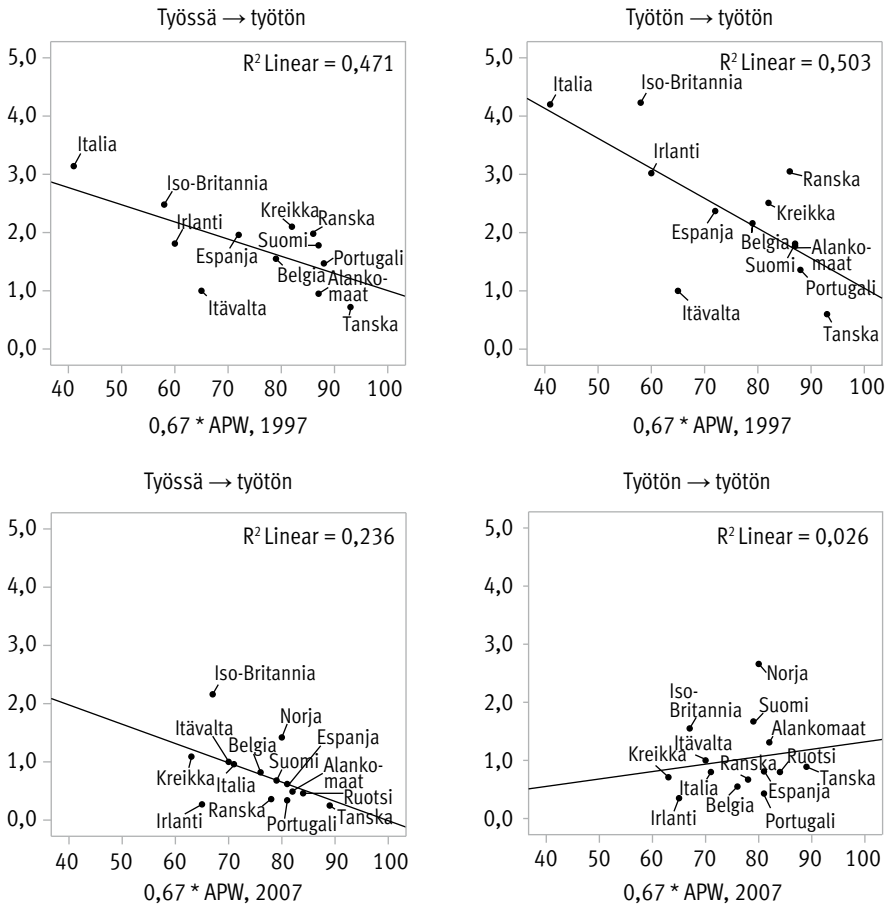 Työssä → työtön
5,0
4,0
3,0
2,0
1,0
0,0
R² Linear = 0,471
Italia
Iso-Britannia
Irlanti
Kreikka
Ranska
Espanja
Suomi
Portugali
Belgia
Alanko-
maat
Itävalta
Tanska
40 50 60 70 80 90 100
0,67 * APW, 1997
Työtön → työtön
5,0
4,0
3,0
2,0
1,0
0,0
R² Linear = 0,503
Italia
Iso-Britannia
Irlanti
Ranska
Kreikka
Espanja
Belgia
Alanko-
maat
Suomi
Portugali
Itävalta
Tanska
40 50 60 70 80 90 100
0,67 * APW, 1997
Työssä → työtön
5,0
4,0
3,0
2,0
1,0
0,0
R² Linear = 0,236
Iso-Britannia
Norja
Itävalta
Espanja
Belgia
Suomi
Alanko-
maat
Kreikka
Italia
Ruotsi
Ranska
Irlanti
Portugali
Tanska
40 50 60 70 80 90 100
0,67 * APW, 2007
Työtön → työtön
5,0
4,0
3,0
2,0
1,0
0,0
R² Linear = 0,026
Norja
Iso-
Britannia
Suomi
Alankomaat
Itävalta
Kreikka
Ranska
Ruotsi
Italia
Tanska
Espanja
Belgia
Irlanti
Portugali
40 50 60 70 80 90 100
0,67 * APW, 2007